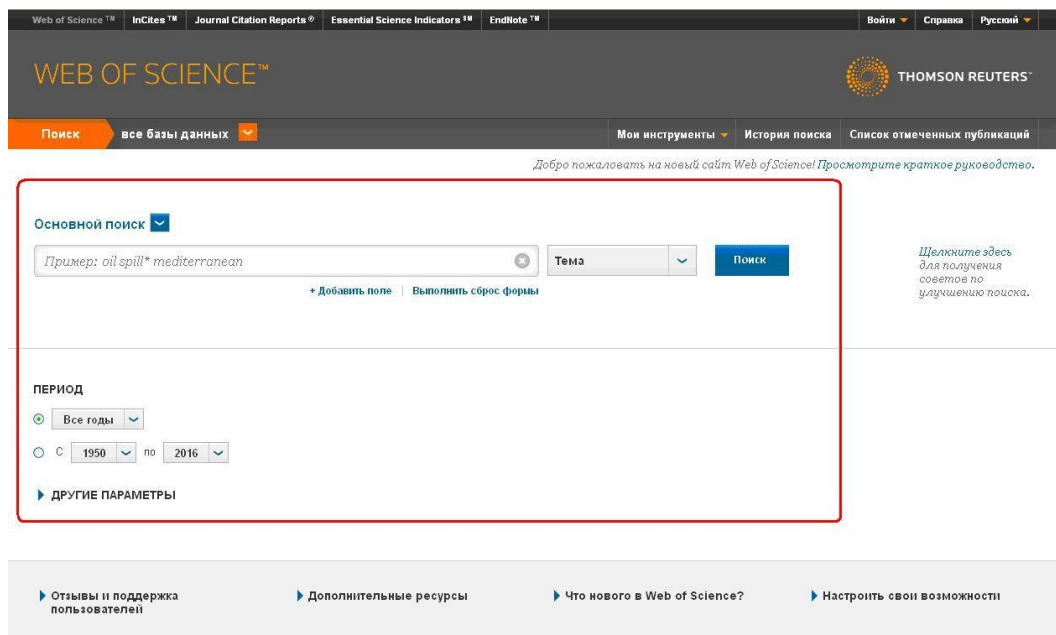 Web of Science ™ InCites ™ Journal Citation Reports ® Essential Science Indicators SM EndNote ™ Войти Справка Русский
WEB OF SCIENCE™
THOMSON REUTERS™
Поиск все базы данных Мои инструменты История поиска Список отмеченных публикаций
Добро пожаловать на новый сайт Web of Science! Просмотрите краткое руководство.
Основной поиск
Пример: oil spill* mediterranean Тема Поиск
+ Добавить поле | Выполнить сброс формы
Щелкните здесь
для получения
советов по
улучшению поиска.
ПЕРИОД
Все годы
С 1950 по 2016
ДРУГИЕ ПАРАМЕТРЫ
Отзывы и поддержка
пользователей
Дополнительные ресурсы
Что нового в Web of Science?
Настроить свои возможности